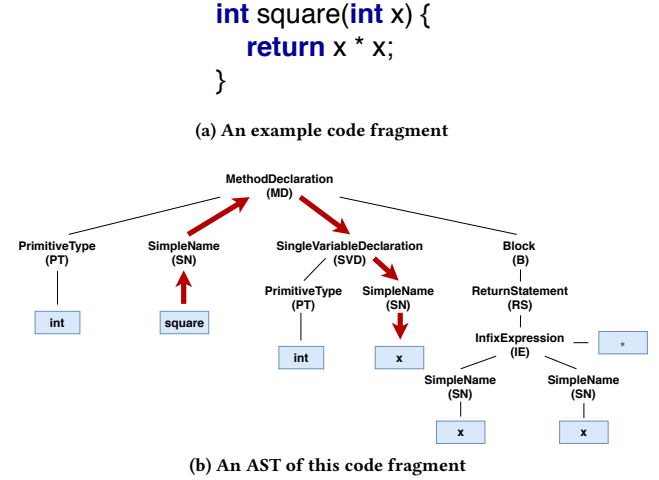 int square(int x) {
return x * x;
}
(a) An example code fragment
MethodDeclaration
(MD)
PrimitiveType
(PT)
SimpleName
(SN)
SingleVariableDeclaration
(SVD)
Block
(B)
PrimitiveType
(PT)
SimpleName
(SN)
ReturnStatement
(RS)
int
square
InfixExpression
(IE)
*
int
x
SimpleName
(SN)
SimpleName
(SN)
x
x
(b) An AST of this code fragment